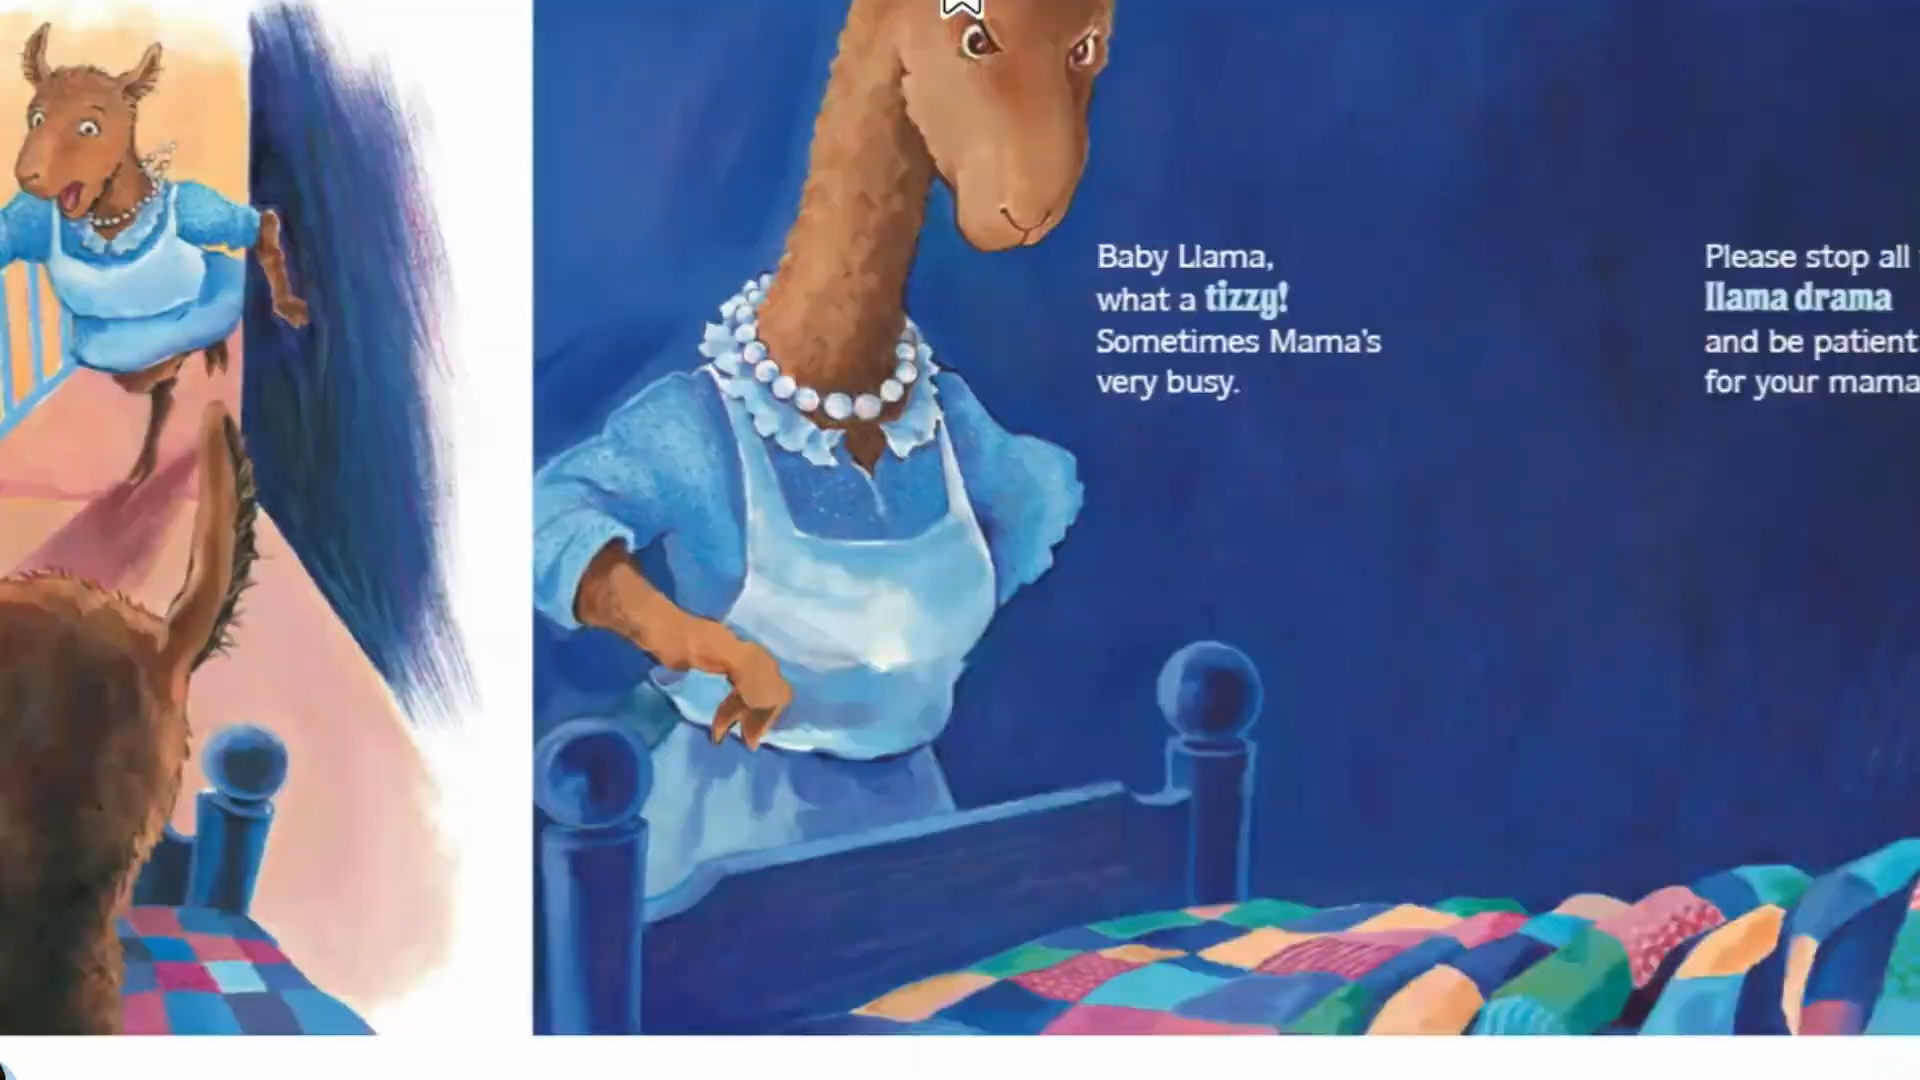 Baby Llama,
what a tizzy!
Sometimes Mama's
very busy.
Please stop all
llama drama
and be patient
for your mama